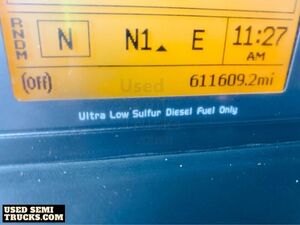 RNDM
N N1 E 11:27
AM
(Off) Used 611609.2mi
Ultra Low Sulfur Diesel Fuel Only
USED SEMI
TRUCKS.COM